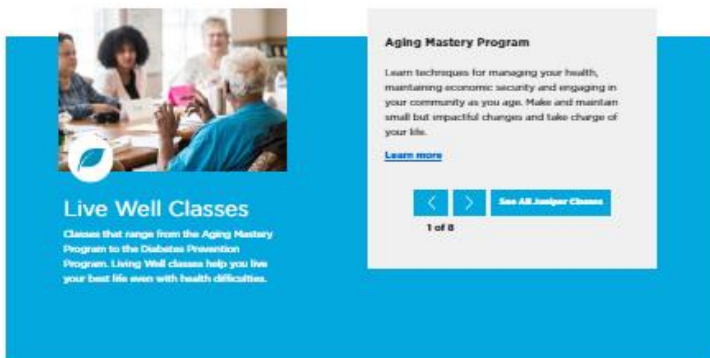 Live Well Classes
Classes that range from the Aging Mastery
Program to the Diabetes Prevention
Program. Living Well classes help you live
your best life even with health difficulties.
Aging Mastery Program
Learn techniques for managing your health,
maintaining economic security and engaging in
your community as you age. Make and maintain
small but impactful changes and take charge of
your life.
Learn more
See All Juniper Classes
1 of 8